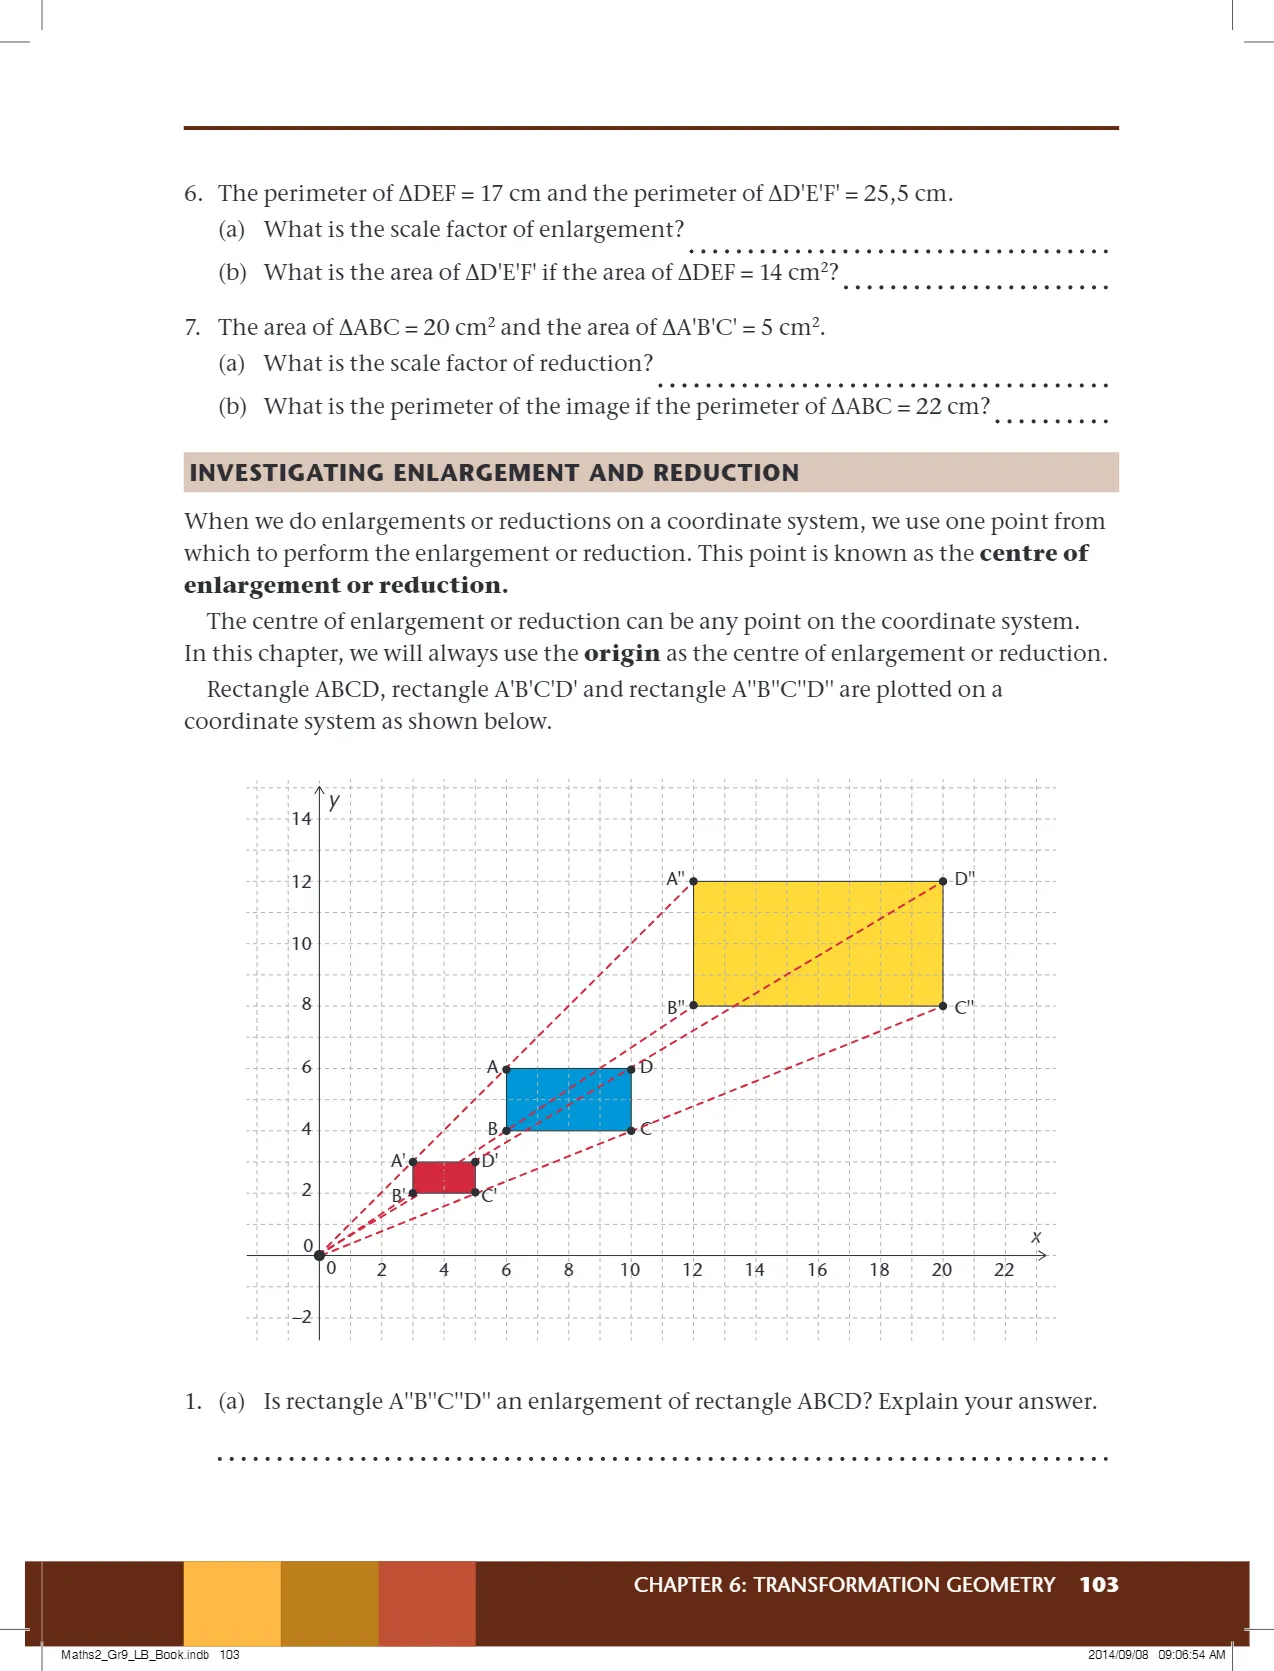 6. The perimeter of ΔDEF = 17 cm and the perimeter of ΔD'E'F' = 25,5 cm.
(a) What is the scale factor of enlargement?
(b) What is the area of ΔD'E'F' if the area of ΔDEF = 14 cm²?
7. The area of ΔABC = 20 cm² and the area of ΔA'B'C' = 5 cm².
(a) What is the scale factor of reduction?
(b) What is the perimeter of the image if the perimeter of ΔABC = 22 cm?
INVESTIGATING ENLARGEMENT AND REDUCTION
When we do enlargements or reductions on a coordinate system, we use one point from
which to perform the enlargement or reduction. This point is known as the centre of
enlargement or reduction.
The centre of enlargement or reduction can be any point on the coordinate system.
In this chapter, we will always use the origin as the centre of enlargement or reduction.
Rectangle ABCD, rectangle A'B'C'D' and rectangle A"B"C"D" are plotted on a
coordinate system as shown below.
y
14
12 A" D"
10
8 B" C"
6 A D
4 B C
A' D'
2 B' C'
x
0
0 2 4 6 8 10 12 14 16 18 20 22
–2
1. (a) Is rectangle A"B"C"D" an enlargement of rectangle ABCD? Explain your answer.
CHAPTER 6: TRANSFORMATION GEOMETRY 103
Maths2_Gr9_LB_Book.indb 103 2014/09/08 09:06:54 AM